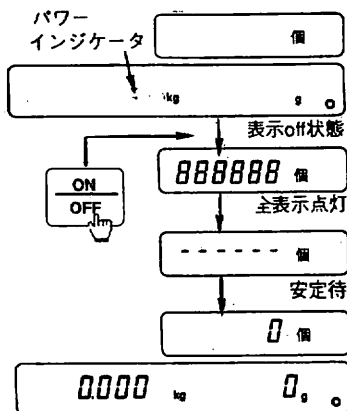 パワー
インジケータ
個
kg g
表示off状態
ON
OFF
888888 個
全表示点灯
- - - - - - 個
安定待
0 個
0.000 kg 0 g